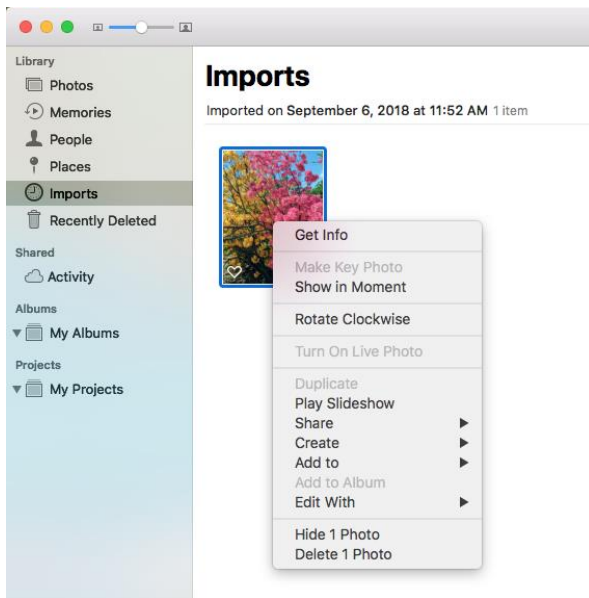 Library
Photos
Memories
People
Places
Imports
Recently Deleted
Shared
Activity
Albums
My Albums
Projects
My Projects
Imports
Imported on September 6, 2018 at 11:52 AM 1 item
Get Info
Make Key Photo
Show in Moment
Rotate Clockwise
Turn On Live Photo
Duplicate
Play Slideshow
Share
Create
Add to
Add to Album
Edit With
Hide 1 Photo
Delete 1 Photo